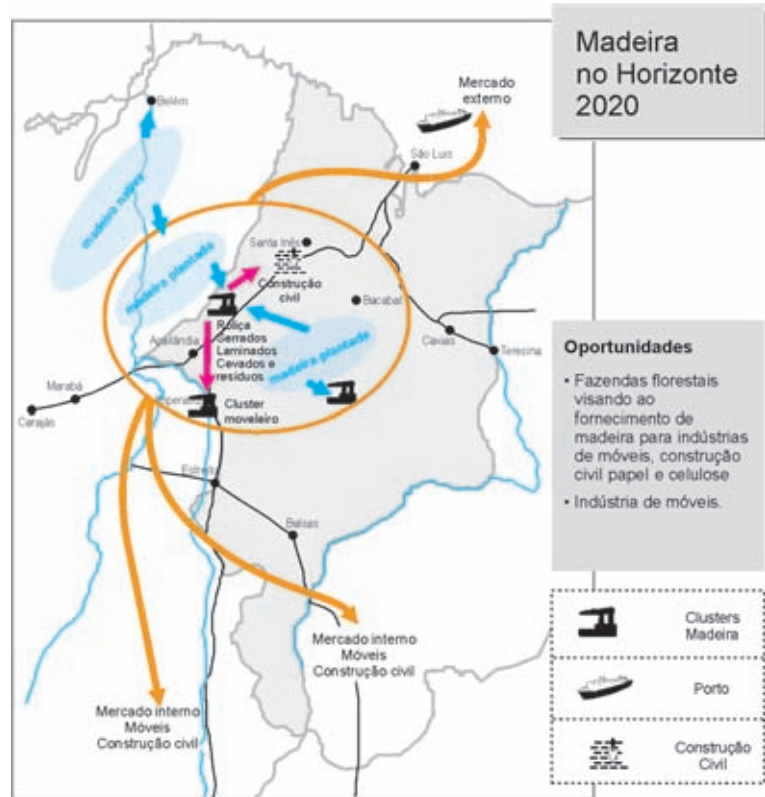 Madeira
no Horizonte
2020
Mercado
externo
Belém
São Luis
madeira nativa
Santa Inês
madeira plantada
Construção
civil
Bacabal
Roliça
Serrados
Laminados
Cevados e
resíduos
Açailândia
madeira plantada
Caxias
Teresina
Marabá
Carajás
Imperatriz
Cluster
moveleiro
Estreito
Balsas
Mercado interno
Móveis
Construção civil
Mercado interno
Móveis
Construção civil
Oportunidades
• Fazendas florestais
visando ao
fornecimento de
madeira para indústrias
de móveis, construção
civil papel e celulose
• Indústria de móveis.
Clusters
Madeira
Porto
Construção
Civil